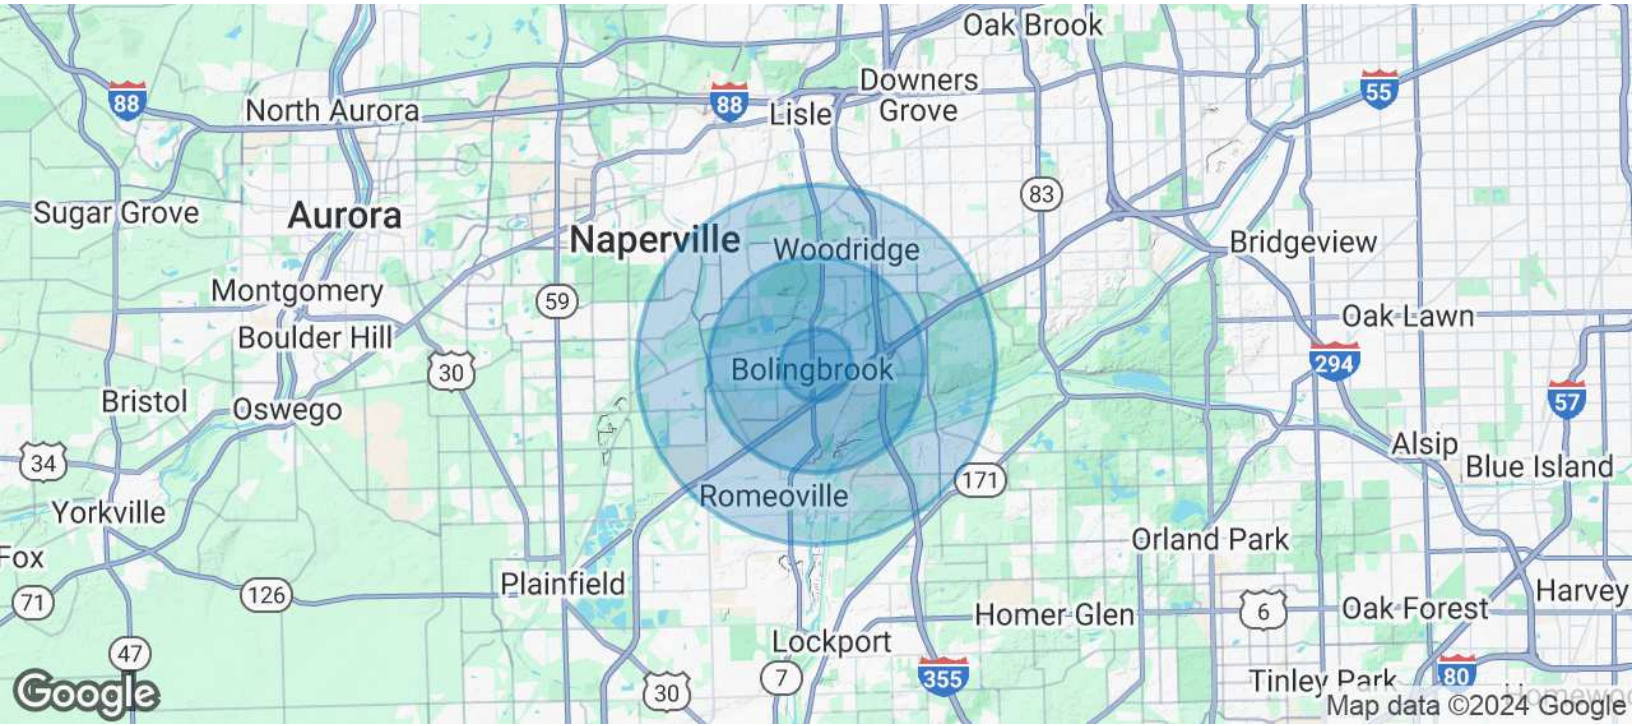 Oak Brook
Downers
Grove
88
88
55
North Aurora
Lisle
83
Sugar Grove
Aurora
Naperville
Woodridge
Bridgeview
Montgomery
59
Boulder Hill
Oak Lawn
30
Bolingbrook
294
Bristol
Oswego
57
34
Alsip
Blue Island
171
Romeoville
Yorkville
Orland Park
Fox
Plainfield
71
126
Homer Glen
6
Oak Forest
Harvey
47
Lockport
7
355
30
Tinley Park
80
Google
Map data ©2024 Google